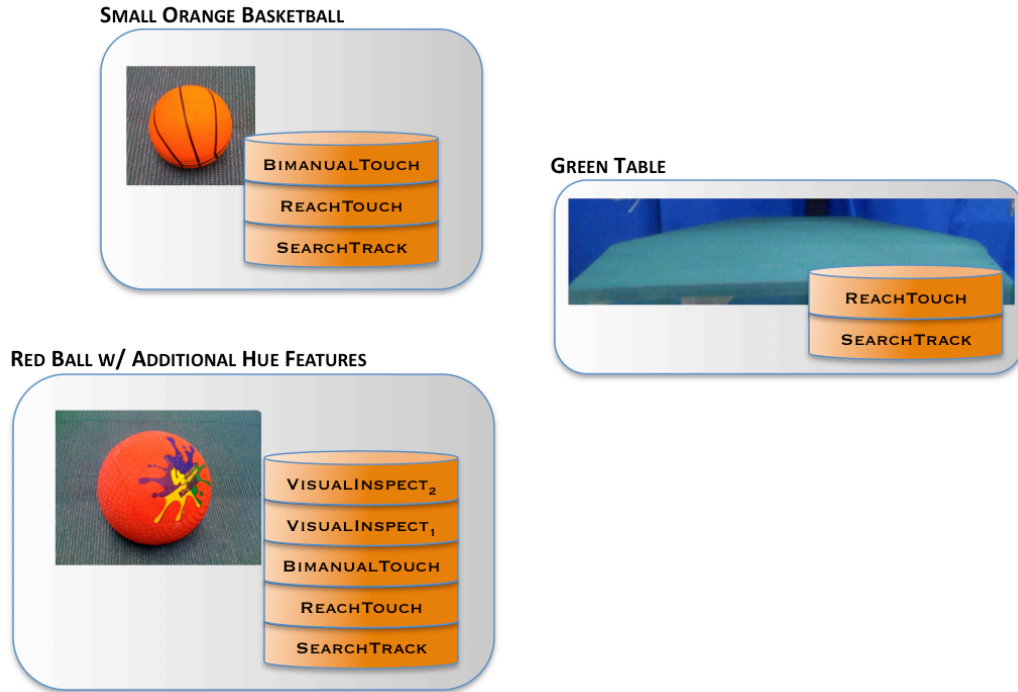 SMALL ORANGE BASKETBALL
BIMANUALTOUCH
REACHTOUCH
SEARCHTRACK
GREEN TABLE
REACHTOUCH
SEARCHTRACK
RED BALL W/ ADDITIONAL HUE FEATURES
VISUALINSPECT₂
VISUALINSPECT₁
BIMANUALTOUCH
REACHTOUCH
SEARCHTRACK